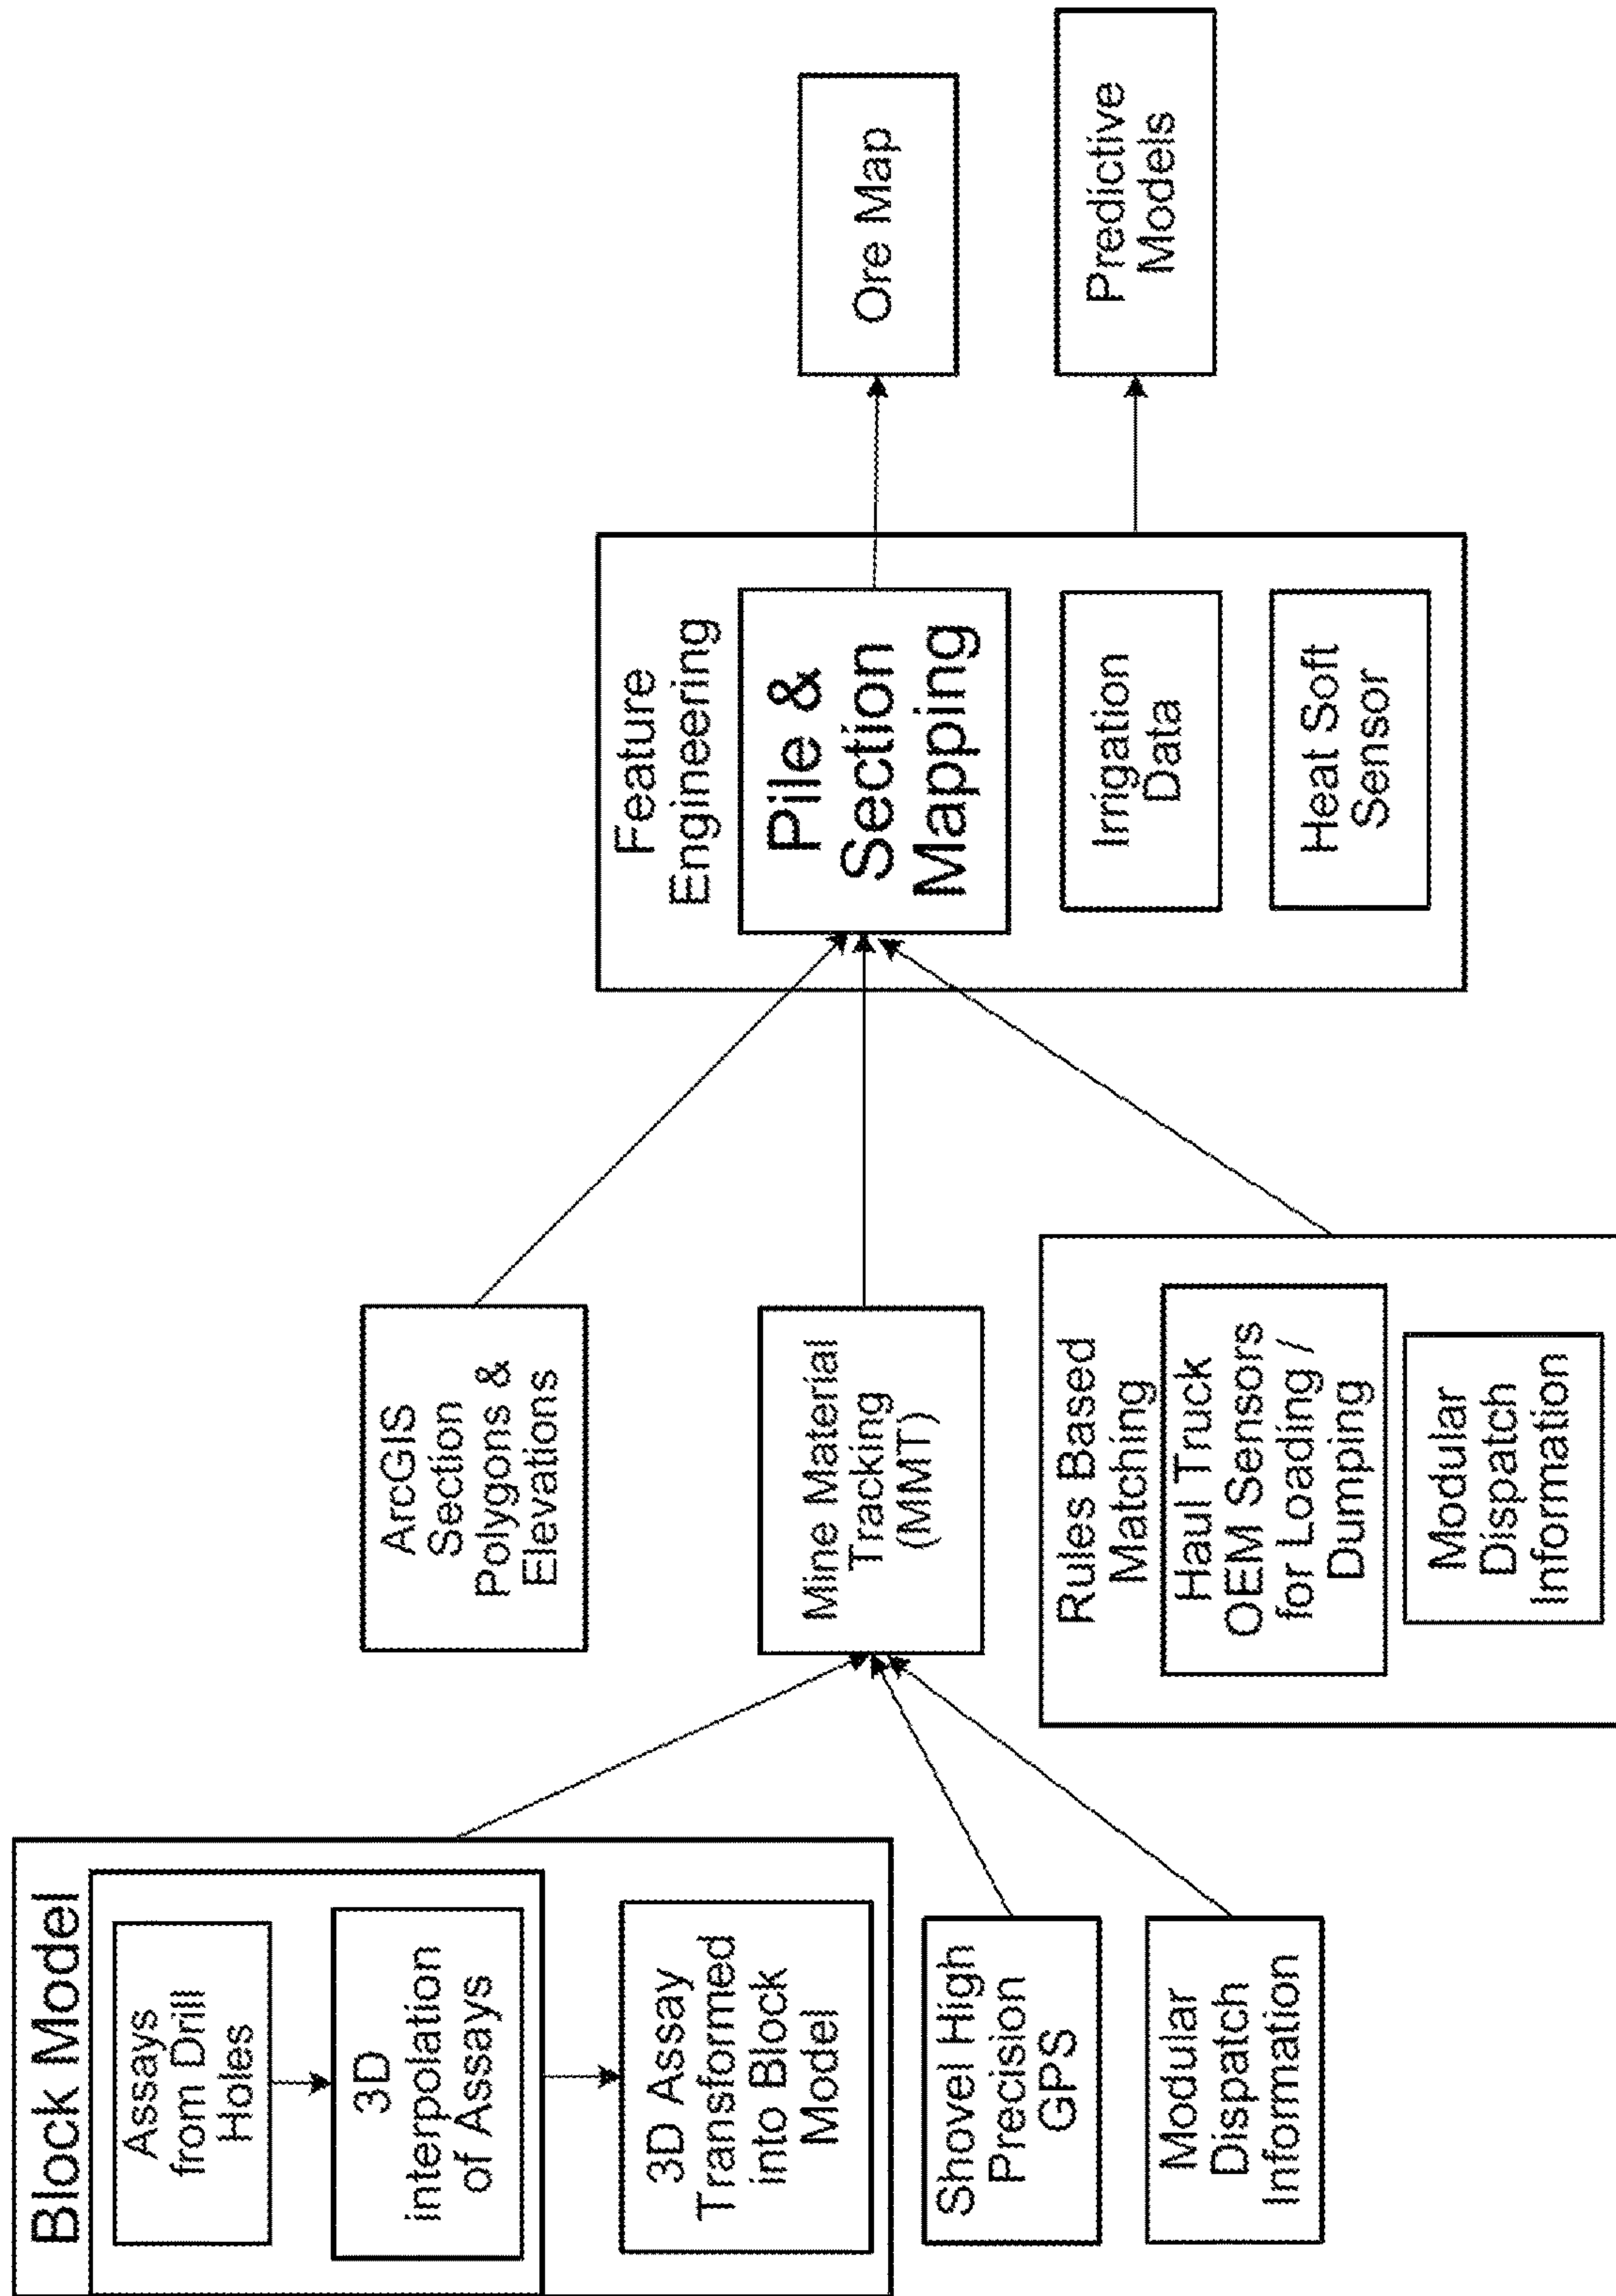 Block Model
Assays
from Drill
Holes
3D
interpolation
of Assays
3D Assay
Transformed
into Block
Model
Shovel High
Precision
GPS
Modular
Dispatch
Information
ArcGIS
Section
Polygons &
Elevations
Mine Material
Tracking
(MMT)
Rules Based
Matching
Haul Truck
OEM Sensors
for Loading /
Dumping
Modular
Dispatch
Information
Feature
Engineering
Pile &
Section
Mapping
Irrigation
Data
Heat Soft
Sensor
Ore Map
Predictive
Models